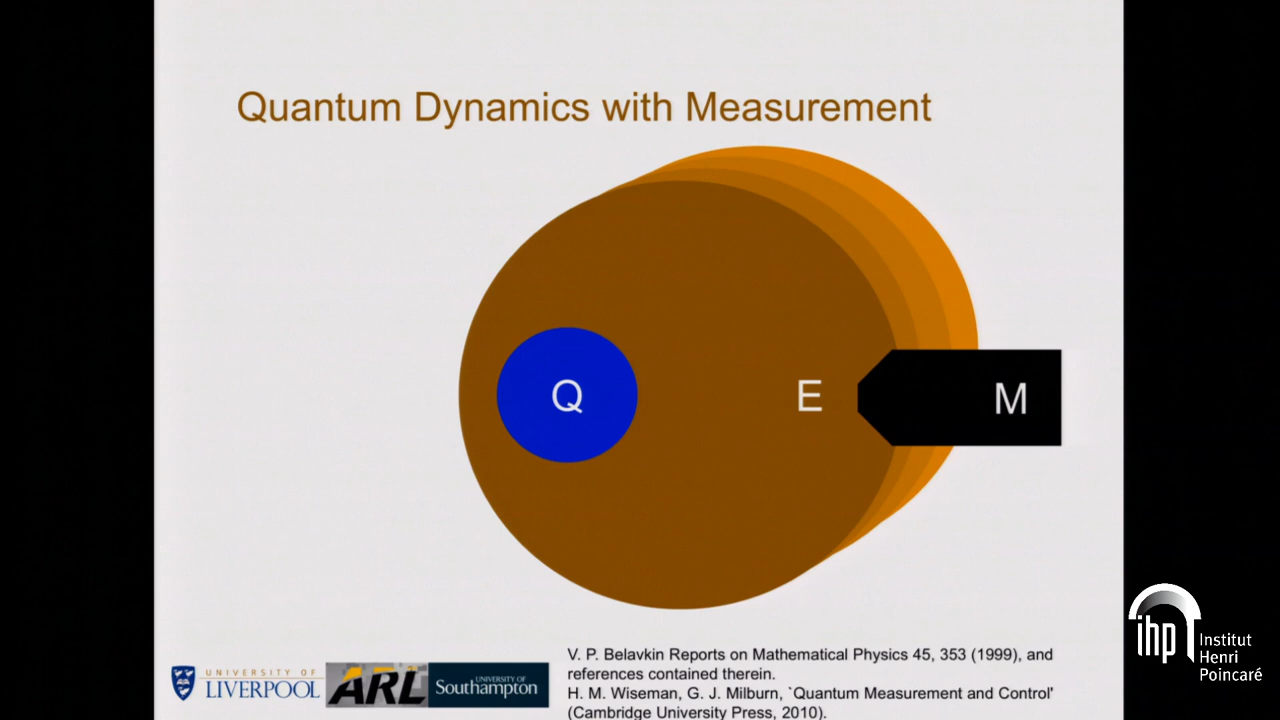 Quantum Dynamics with Measurement
Q
E
M
V. P. Belavkin Reports on Mathematical Physics 45, 353 (1999), and
references contained therein.
H. M. Wiseman, G. J. Milburn, `Quantum Measurement and Control'
(Cambridge University Press, 2010).
UNIVERSITY OF
LIVERPOOL
ARL
UNIVERSITY OF
Southampton
ihp
Institut
Henri
Poincaré